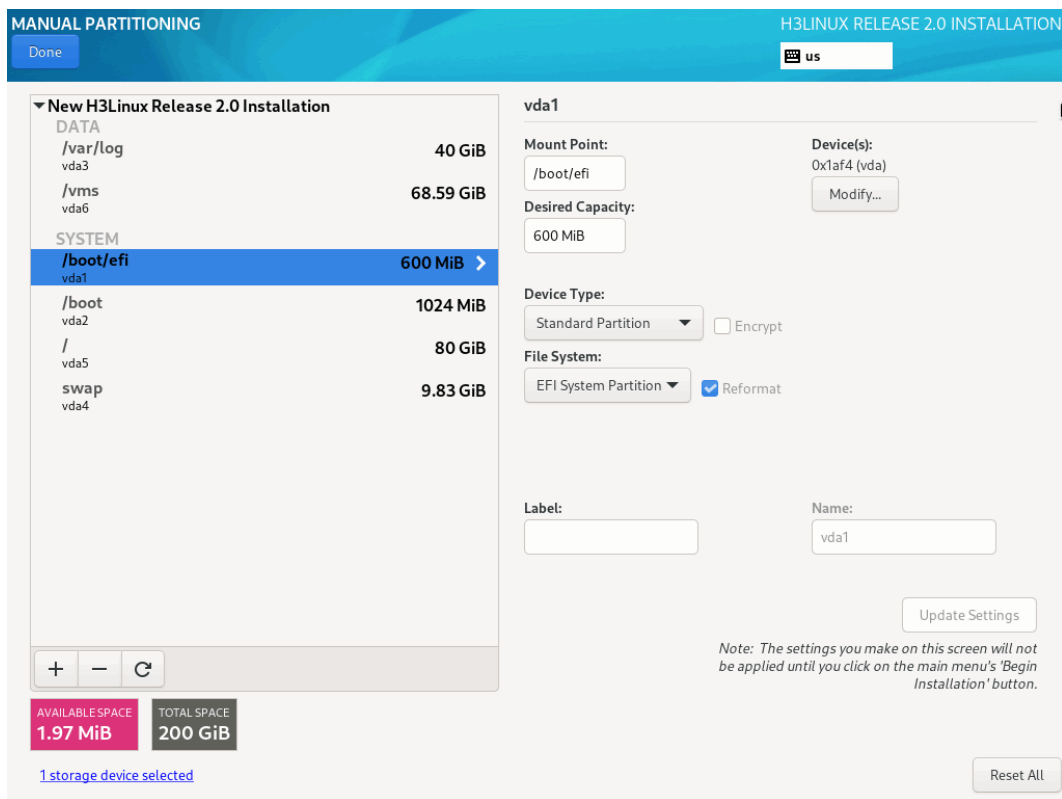 MANUAL PARTITIONING
H3LINUX RELEASE 2.0 INSTALLATION
Done
us
New H3Linux Release 2.0 Installation
DATA
/var/log
40 GiB
vda3
/vms
68.59 GiB
vda6
SYSTEM
/boot/efi
600 MiB
vda1
/boot
1024 MiB
vda2
/
80 GiB
vda5
swap
9.83 GiB
vda4
AVAILABLE SPACE
1.97 MiB
TOTAL SPACE
200 GiB
1 storage device selected
vda1
Mount Point:
/boot/efi
Device(s):
0x1af4 (vda)
Modify...
Desired Capacity:
600 MiB
Device Type:
Standard Partition
Encrypt
File System:
EFI System Partition
Reformat
Label:
Name:
vda1
Update Settings
Note: The settings you make on this screen will not
be applied until you click on the main menu's 'Begin
Installation' button.
Reset All